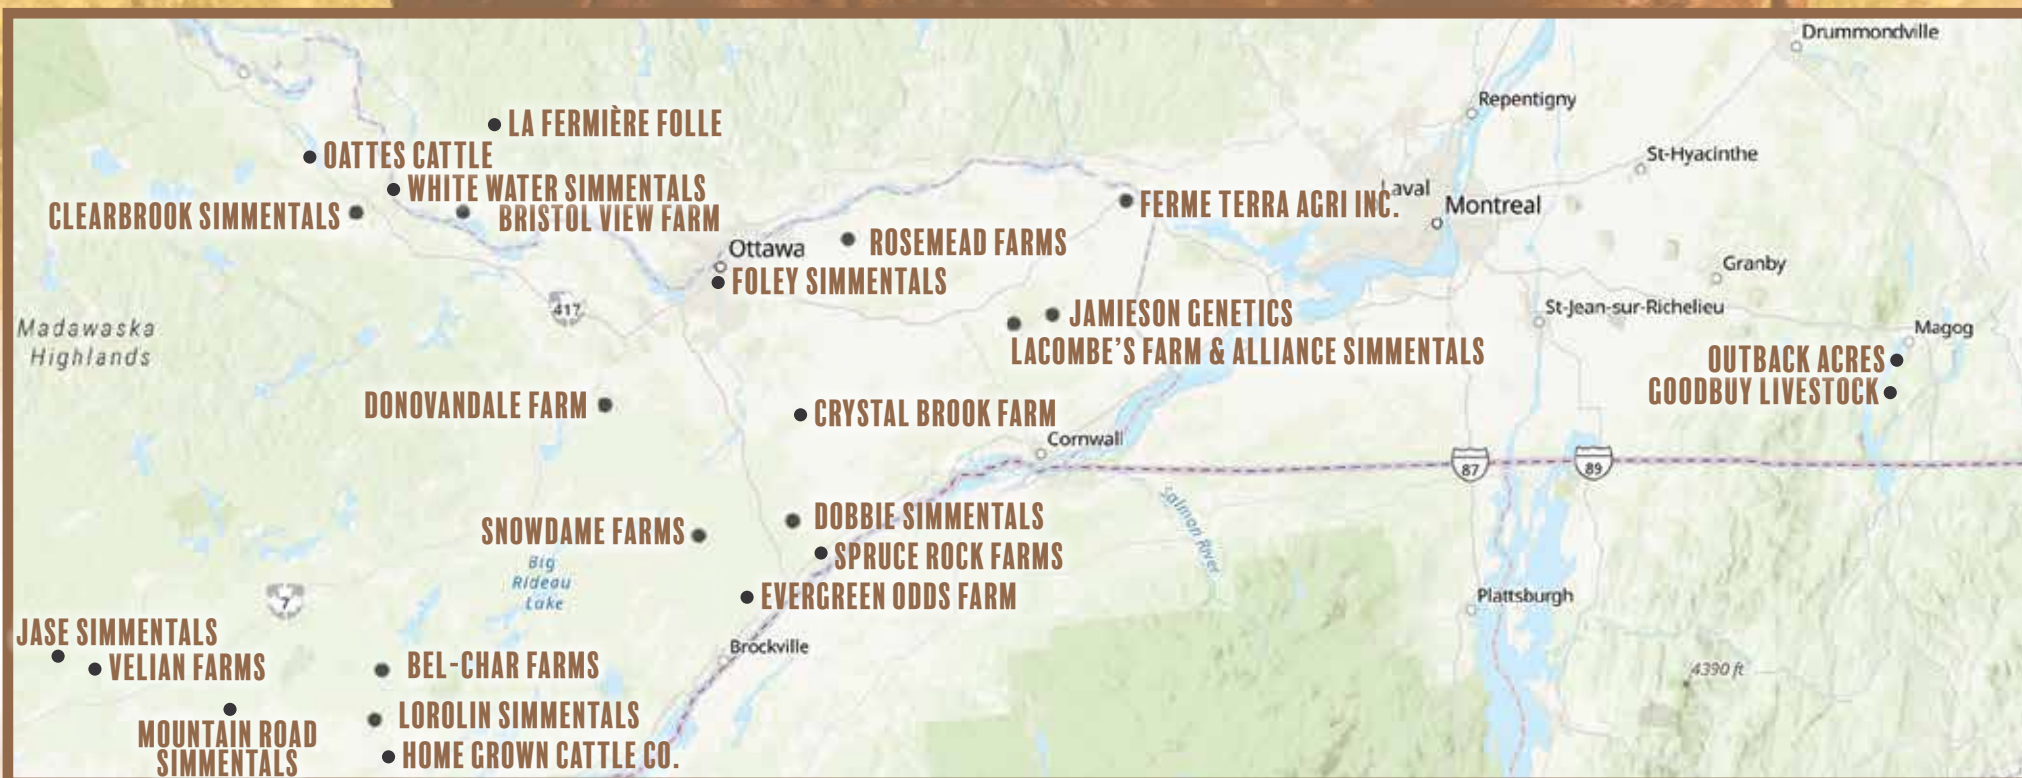 Drummondville
Repentigny
LA FERMIÈRE FOLLE
OATTES CATTLE
St-Hyacinthe
WHITE WATER SIMMENTALS
Laval
CLEARBROOK SIMMENTALS
BRISTOL VIEW FARM
FERME TERRA AGRI INC.
Montreal
Ottawa
ROSEMEAD FARMS
Granby
FOLEY SIMMENTALS
417
JAMIESON GENETICS
St-Jean-sur-Richelieu
Madawaska
Highlands
Magog
LACOMBE'S FARM & ALLIANCE SIMMENTALS
OUTBACK ACRES
GOODBUY LIVESTOCK
DONOVANDALE FARM
CRYSTAL BROOK FARM
Cornwall
87
89
Salmon River
SNOWDAME FARMS
DOBBIE SIMMENTALS
SPRUCE ROCK FARMS
Big
Rideau
Lake
EVERGREEN ODDS FARM
Plattsburgh
7
JASE SIMMENTALS
Brockville
VELIAN FARMS
BEL-CHAR FARMS
4390 ft
LOROLIN SIMMENTALS
MOUNTAIN ROAD
SIMMENTALS
HOME GROWN CATTLE CO.